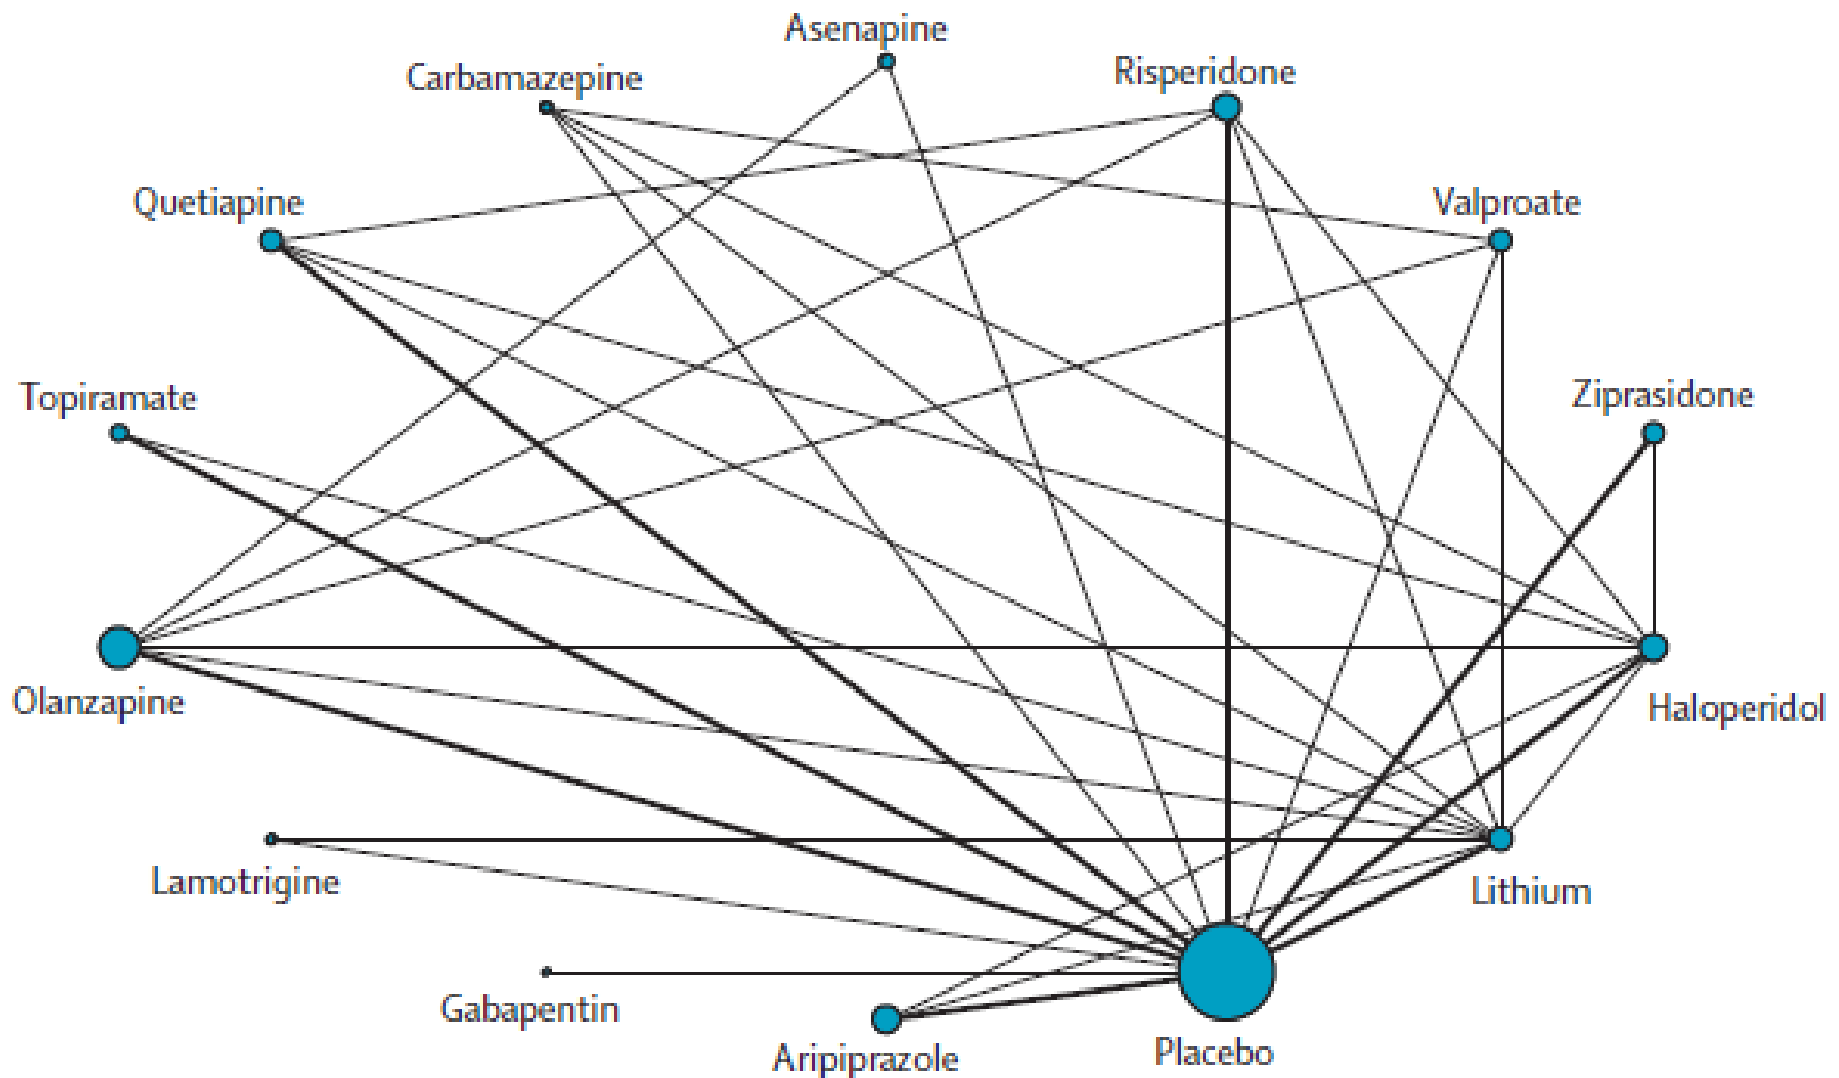 Asenapine
Carbamazepine
Risperidone
Quetiapine
Valproate
Topiramate
Ziprasidone
Olanzapine
Haloperidol
Lamotrigine
Lithium
Gabapentin
Aripiprazole
Placebo